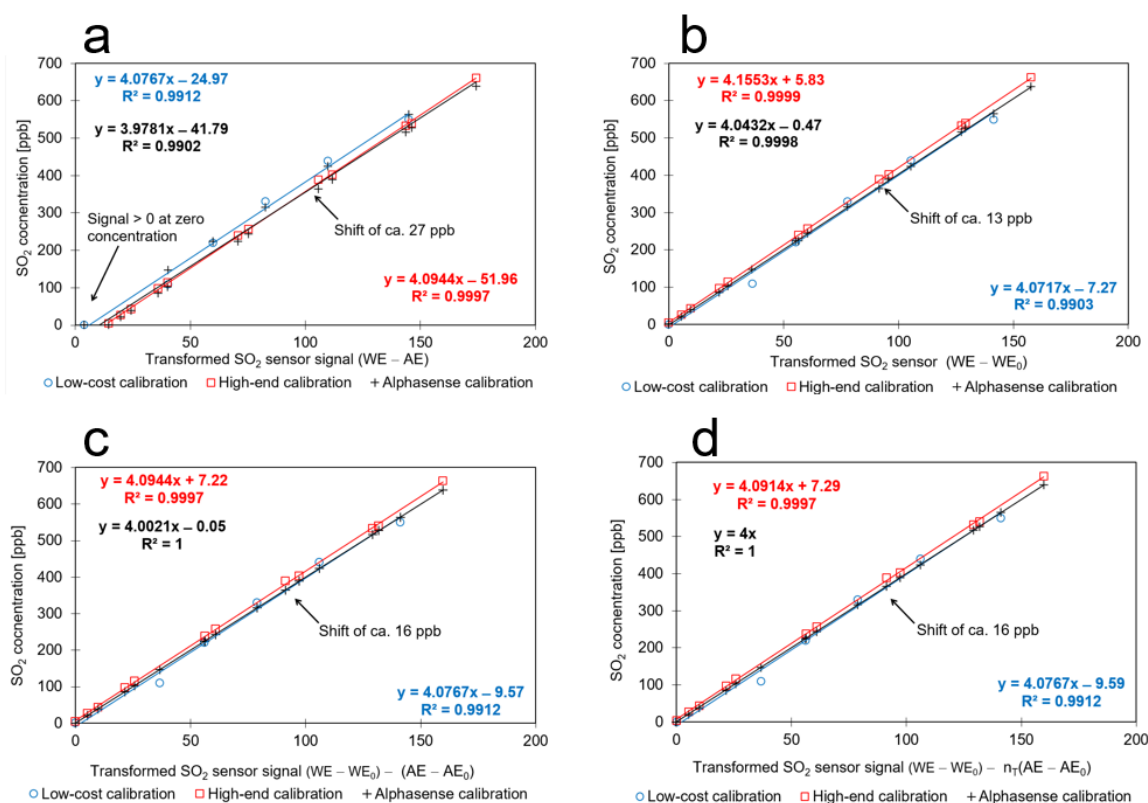 a
700
600
500
400
300
200
100
0
SO2 cocnentration [ppb]
y = 4.0767x – 24.97
R² = 0.9912
y = 3.9781x – 41.79
R² = 0.9902
Signal > 0 at zero
concentration
Shift of ca. 27 ppb
y = 4.0944x – 51.96
R² = 0.9997
0 50 100 150 200
Transformed SO2 sensor signal (WE – AE)
Low-cost calibration High-end calibration Alphasense calibration
b
700
600
500
400
300
200
100
0
SO2 cocnentration [ppb]
y = 4.1553x + 5.83
R² = 0.9999
y = 4.0432x – 0.47
R² = 0.9998
Shift of ca. 13 ppb
y = 4.0717x – 7.27
R² = 0.9903
0 50 100 150 200
Transformed SO2 sensor (WE – WE0)
Low-cost calibration High-end calibration Alphasense calibration
c
700
600
500
400
300
200
100
0
SO2 cocnentration [ppb]
y = 4.0944x + 7.22
R² = 0.9997
y = 4.0021x – 0.05
R² = 1
Shift of ca. 16 ppb
y = 4.0767x – 9.57
R² = 0.9912
0 50 100 150 200
Transformed SO2 sensor signal (WE – WE0) - (AE – AE0)
Low-cost calibration High-end calibration Alphasense calibration
d
700
600
500
400
300
200
100
0
SO2 cocnentration [ppb]
y = 4.0914x + 7.29
R² = 0.9997
y = 4x
R² = 1
Shift of ca. 16 ppb
y = 4.0767x – 9.59
R² = 0.9912
0 50 100 150 200
Transformed SO2 sensor signal (WE – WE0) – nT(AE – AE0)
Low-cost calibration High-end calibration Alphasense calibration